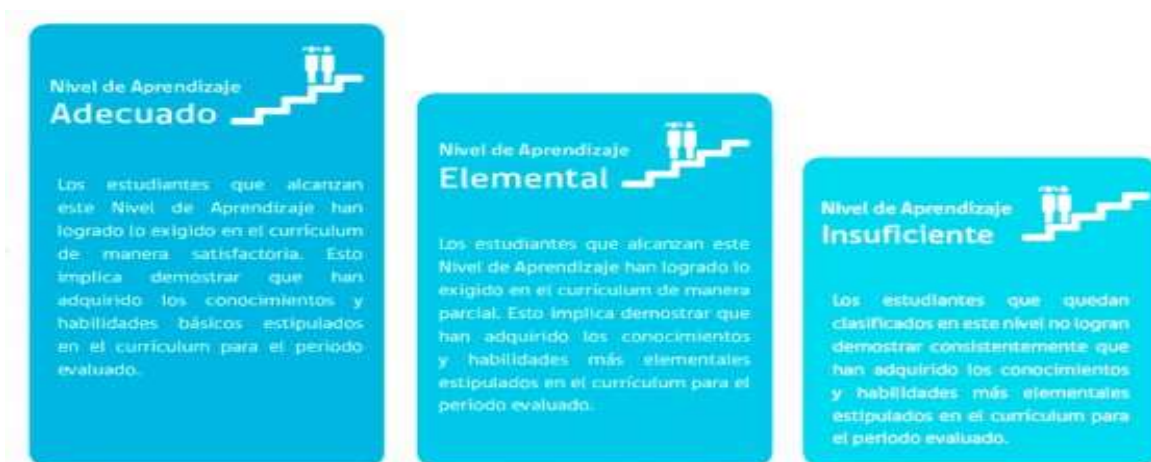 Nivel de Aprendizaje
Adecuado
Los estudiantes que alcanzan
este Nivel de Aprendizaje han
logrado lo exigido en el currículum
de manera satisfactoria. Esto
implica demostrar que han
adquirido los conocimientos y
habilidades básicos estipulados
en el currículum para el periodo
evaluado.
Nivel de Aprendizaje
Elemental
Los estudiantes que alcanzan este
Nivel de Aprendizaje han logrado lo
exigido en el currículum de manera
parcial. Esto implica demostrar que
han adquirido los conocimientos
y habilidades más elementales
estipulados en el currículum para el
período evaluado.
Nivel de Aprendizaje
Insuficiente
Los estudiantes que quedan
clasificados en este nivel no logran
demostrar consistentemente que
han adquirido los conocimientos
y habilidades más elementales
estipulados en el currículum para
el periodo evaluado.